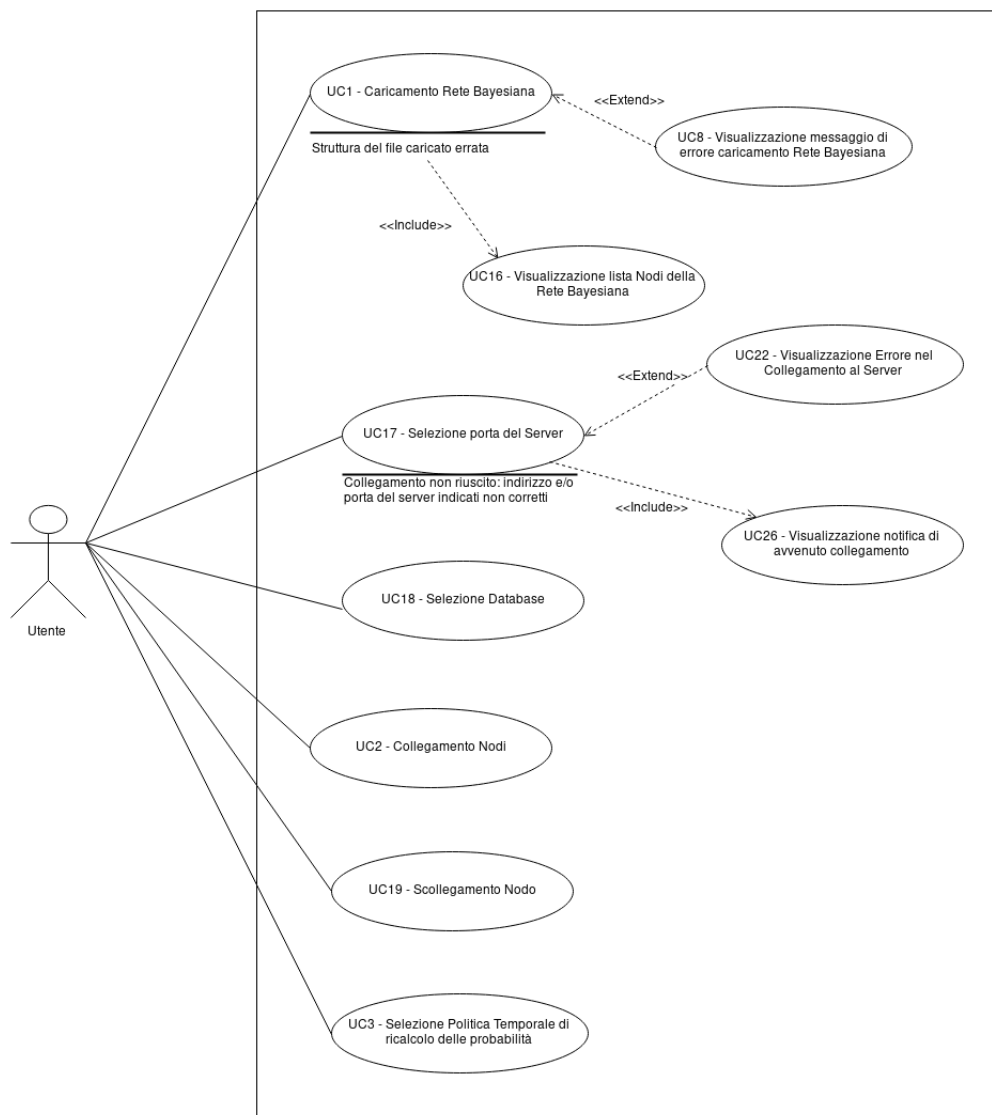 UC1 - Caricamento Rete Bayesiana
<<Extend>>
UC8 - Visualizzazione messaggio di
errore caricamento Rete Bayesiana
Struttura del file caricato errata
<<Include>>
UC16 - Visualizzazione lista Nodi della
Rete Bayesiana
UC22 - Visualizzazione Errore nel
Collegamento al Server
<<Extend>>
UC17 - Selezione porta del Server
Collegamento non riuscito: indirizzo e/o
porta del server indicati non corretti
<<Include>>
UC26 - Visualizzazione notifica di
avvenuto collegamento
UC18 - Selezione Database
Utente
UC2 - Collegamento Nodi
UC19 - Scollegamento Nodo
UC3 - Selezione Politica Temporale di
ricalcolo delle probabilità